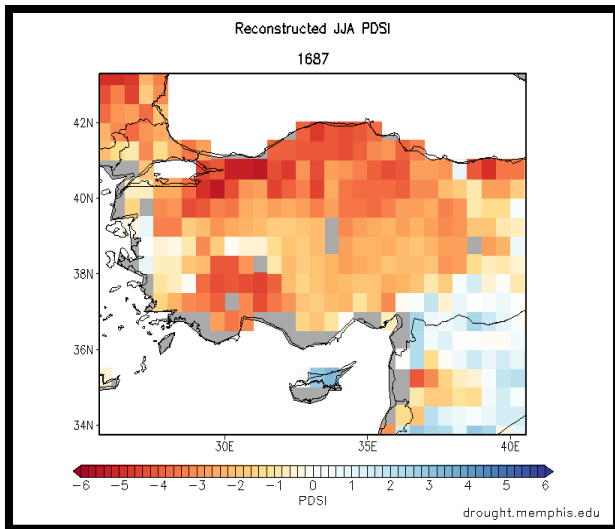 Reconstructed JJA PDSI
1687
42N
40N
38N
36N
34N
30E 35E 40E
−6 −5 −4 −3 −2 −1 0 1 2 3 4 5 6
PDSI
drought.memphis.edu